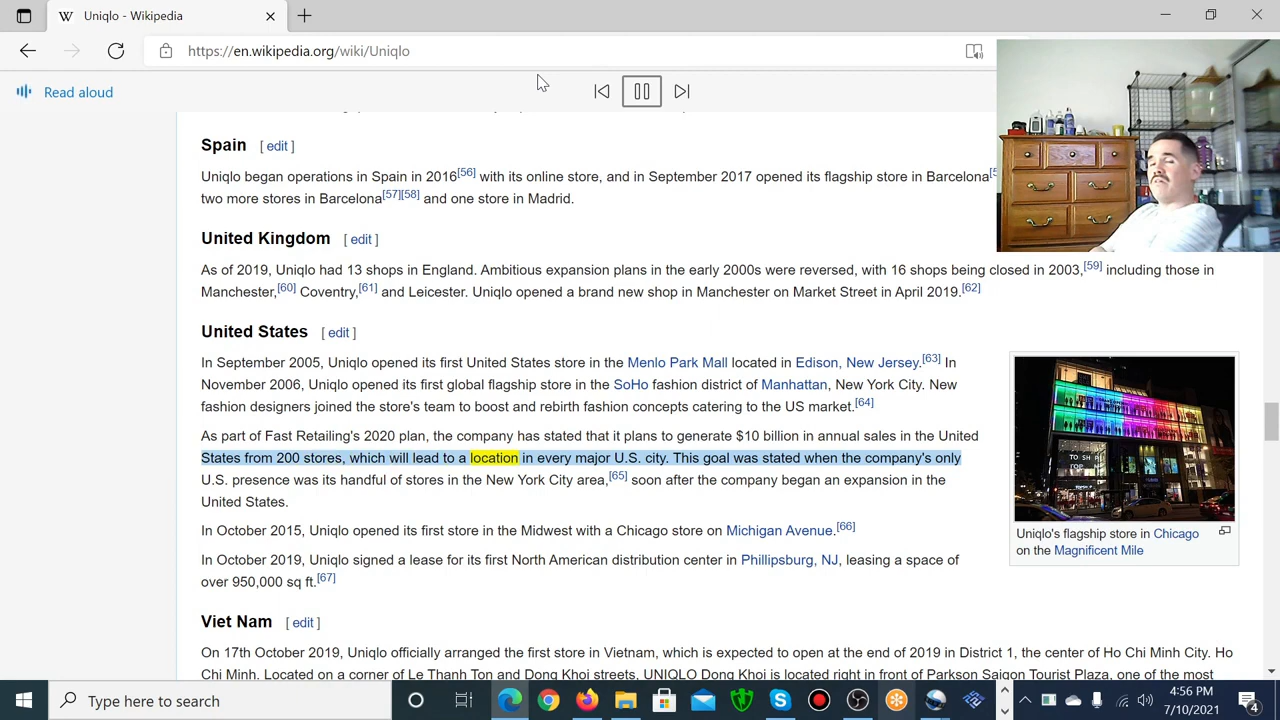 W Uniqlo - Wikipedia
https://en.wikipedia.org/wiki/Uniqlo
Read aloud
Spain [ edit ]
Uniqlo began operations in Spain in 2016[56] with its online store, and in September 2017 opened its flagship store in Barcelona
two more stores in Barcelona[57][58] and one store in Madrid.
United Kingdom [ edit ]
As of 2019, Uniqlo had 13 shops in England. Ambitious expansion plans in the early 2000s were reversed, with 16 shops being closed in 2003,[59] including those in
Manchester,[60] Coventry,[61] and Leicester. Uniqlo opened a brand new shop in Manchester on Market Street in April 2019.[62]
United States [ edit ]
In September 2005, Uniqlo opened its first United States store in the Menlo Park Mall located in Edison, New Jersey.[63] In
November 2006, Uniqlo opened its first global flagship store in the SoHo fashion district of Manhattan, New York City. New
fashion designers joined the store's team to boost and rebirth fashion concepts catering to the US market.[64]
As part of Fast Retailing's 2020 plan, the company has stated that it plans to generate $10 billion in annual sales in the United
States from 200 stores, which will lead to a location in every major U.S. city. This goal was stated when the company's only
U.S. presence was its handful of stores in the New York City area,[65] soon after the company began an expansion in the
United States.
In October 2015, Uniqlo opened its first store in the Midwest with a Chicago store on Michigan Avenue.[66]
In October 2019, Uniqlo signed a lease for its first North American distribution center in Phillipsburg, NJ, leasing a space of
over 950,000 sq ft.[67]
Uniqlo's flagship store in Chicago
on the Magnificent Mile
Viet Nam [ edit ]
On 17th October 2019, Uniqlo officially arranged the first store in Vietnam, which is expected to open at the end of 2019 in District 1, the center of Ho Chi Minh City. Ho
Chi Minh. Located on a corner of Le Thanh Ton and Dong Khoi streets, UNIQLO Dong Khoi is located right in front of Parkson Saigon Tourist Plaza, one of the most
Type here to search
4:56 PM
7/10/2021
4